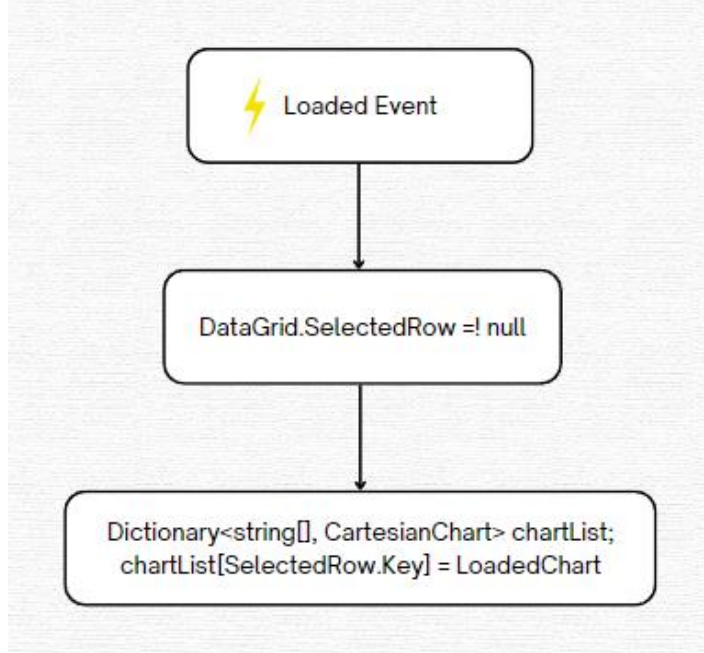 Loaded Event
DataGrid.SelectedRow =! null
Dictionary<string[], CartesianChart> chartList;
chartList[SelectedRow.Key] = LoadedChart